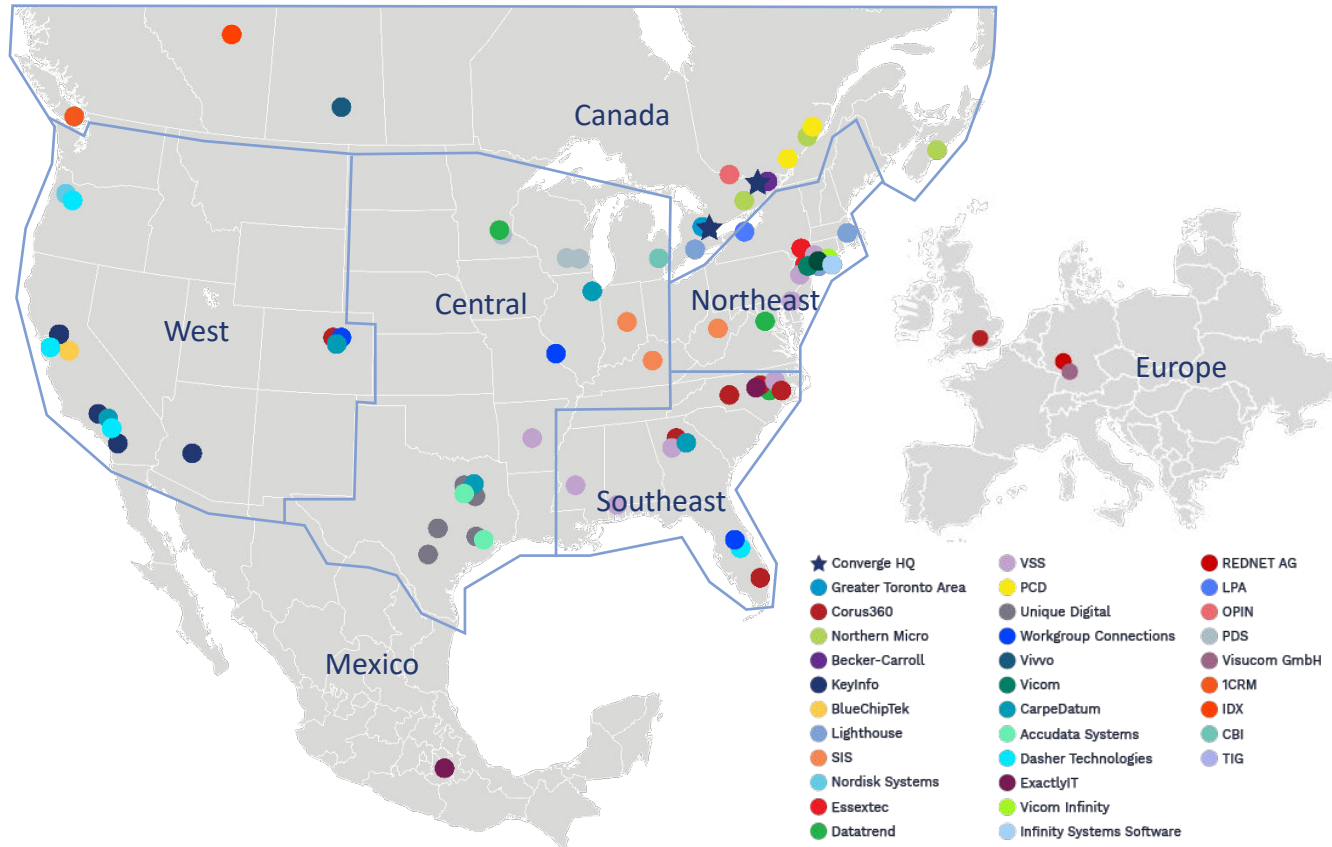 Canada
West
Central
Northeast
Southeast
Mexico
Europe
Converge HQ
Greater Toronto Area
Corus360
Northern Micro
Becker-Carroll
KeyInfo
BlueChipTek
Lighthouse
SIS
Nordisk Systems
Essextec
Datatrend
VSS
PCD
Unique Digital
Workgroup Connections
Vivvo
Vicom
CarpeDatum
Accudata Systems
Dasher Technologies
ExactlyIT
Vicom Infinity
Infinity Systems Software
REDNET AG
LPA
OPIN
PDS
Visucom GmbH
1CRM
IDX
CBI
TIG